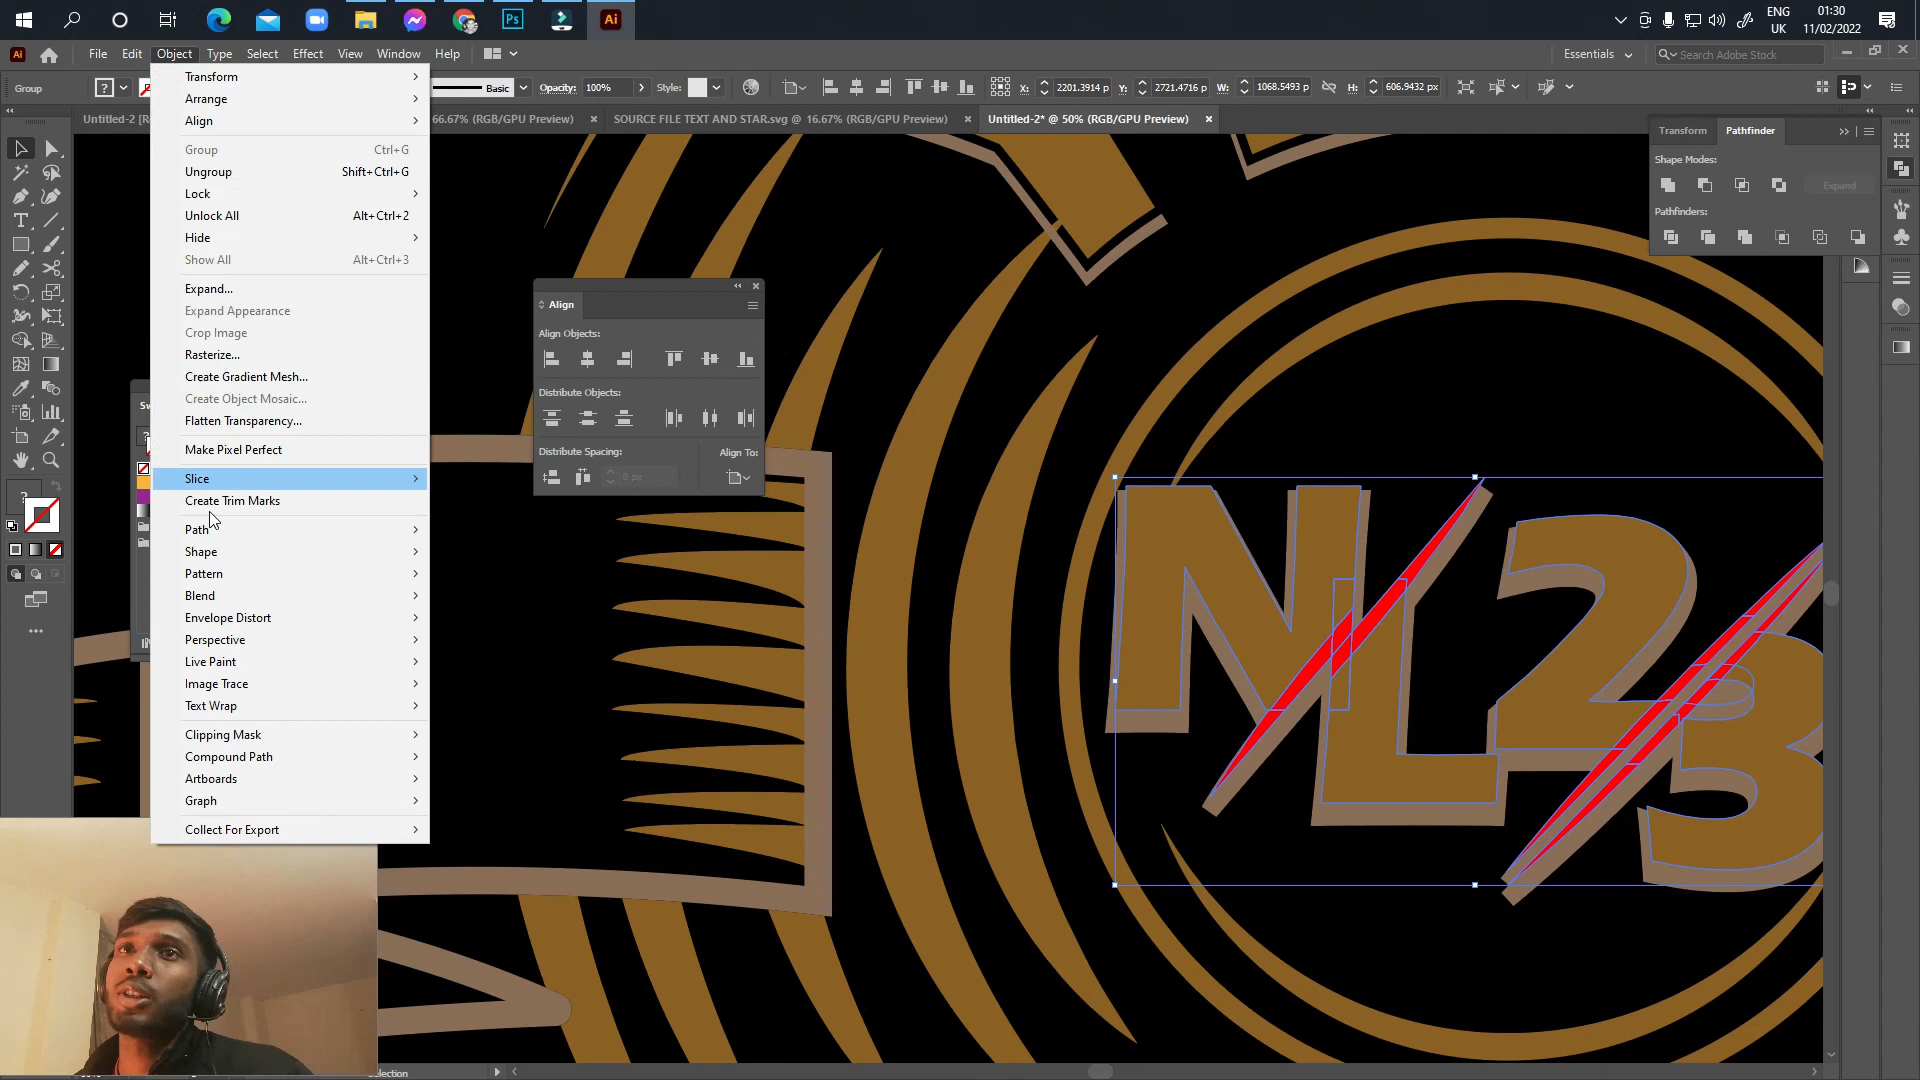 ENG
UK
01:30
11/02/2022
Ps
Ai
Ai
File Edit Object Type Select Effect View Window Help
Essentials
Search Adobe Stock
Group
Basic
Opacity: 100%
Style:
X: 2201.3914 p
Y: 2721.4716 p
W: 1068.5493 p
H: 606.9432 px
Untitled-2
66.67% (RGB/GPU Preview)
SOURCE FILE TEXT AND STAR.svg @ 16.67% (RGB/GPU Preview)
Untitled-2* @ 50% (RGB/GPU Preview)
Transform
Arrange
Align
Group Ctrl+G
Ungroup Shift+Ctrl+G
Lock
Unlock All Alt+Ctrl+2
Hide
Show All Alt+Ctrl+3
Expand...
Expand Appearance
Crop Image
Rasterize...
Create Gradient Mesh...
Create Object Mosaic...
Flatten Transparency...
Make Pixel Perfect
Slice
Create Trim Marks
Path
Shape
Pattern
Blend
Envelope Distort
Perspective
Live Paint
Image Trace
Text Wrap
Clipping Mask
Compound Path
Artboards
Graph
Collect For Export
Align
Align Objects:
Distribute Objects:
Distribute Spacing:
Align To:
0 px
Transform Pathfinder
Shape Modes:
Expand
Pathfinders:
NL23